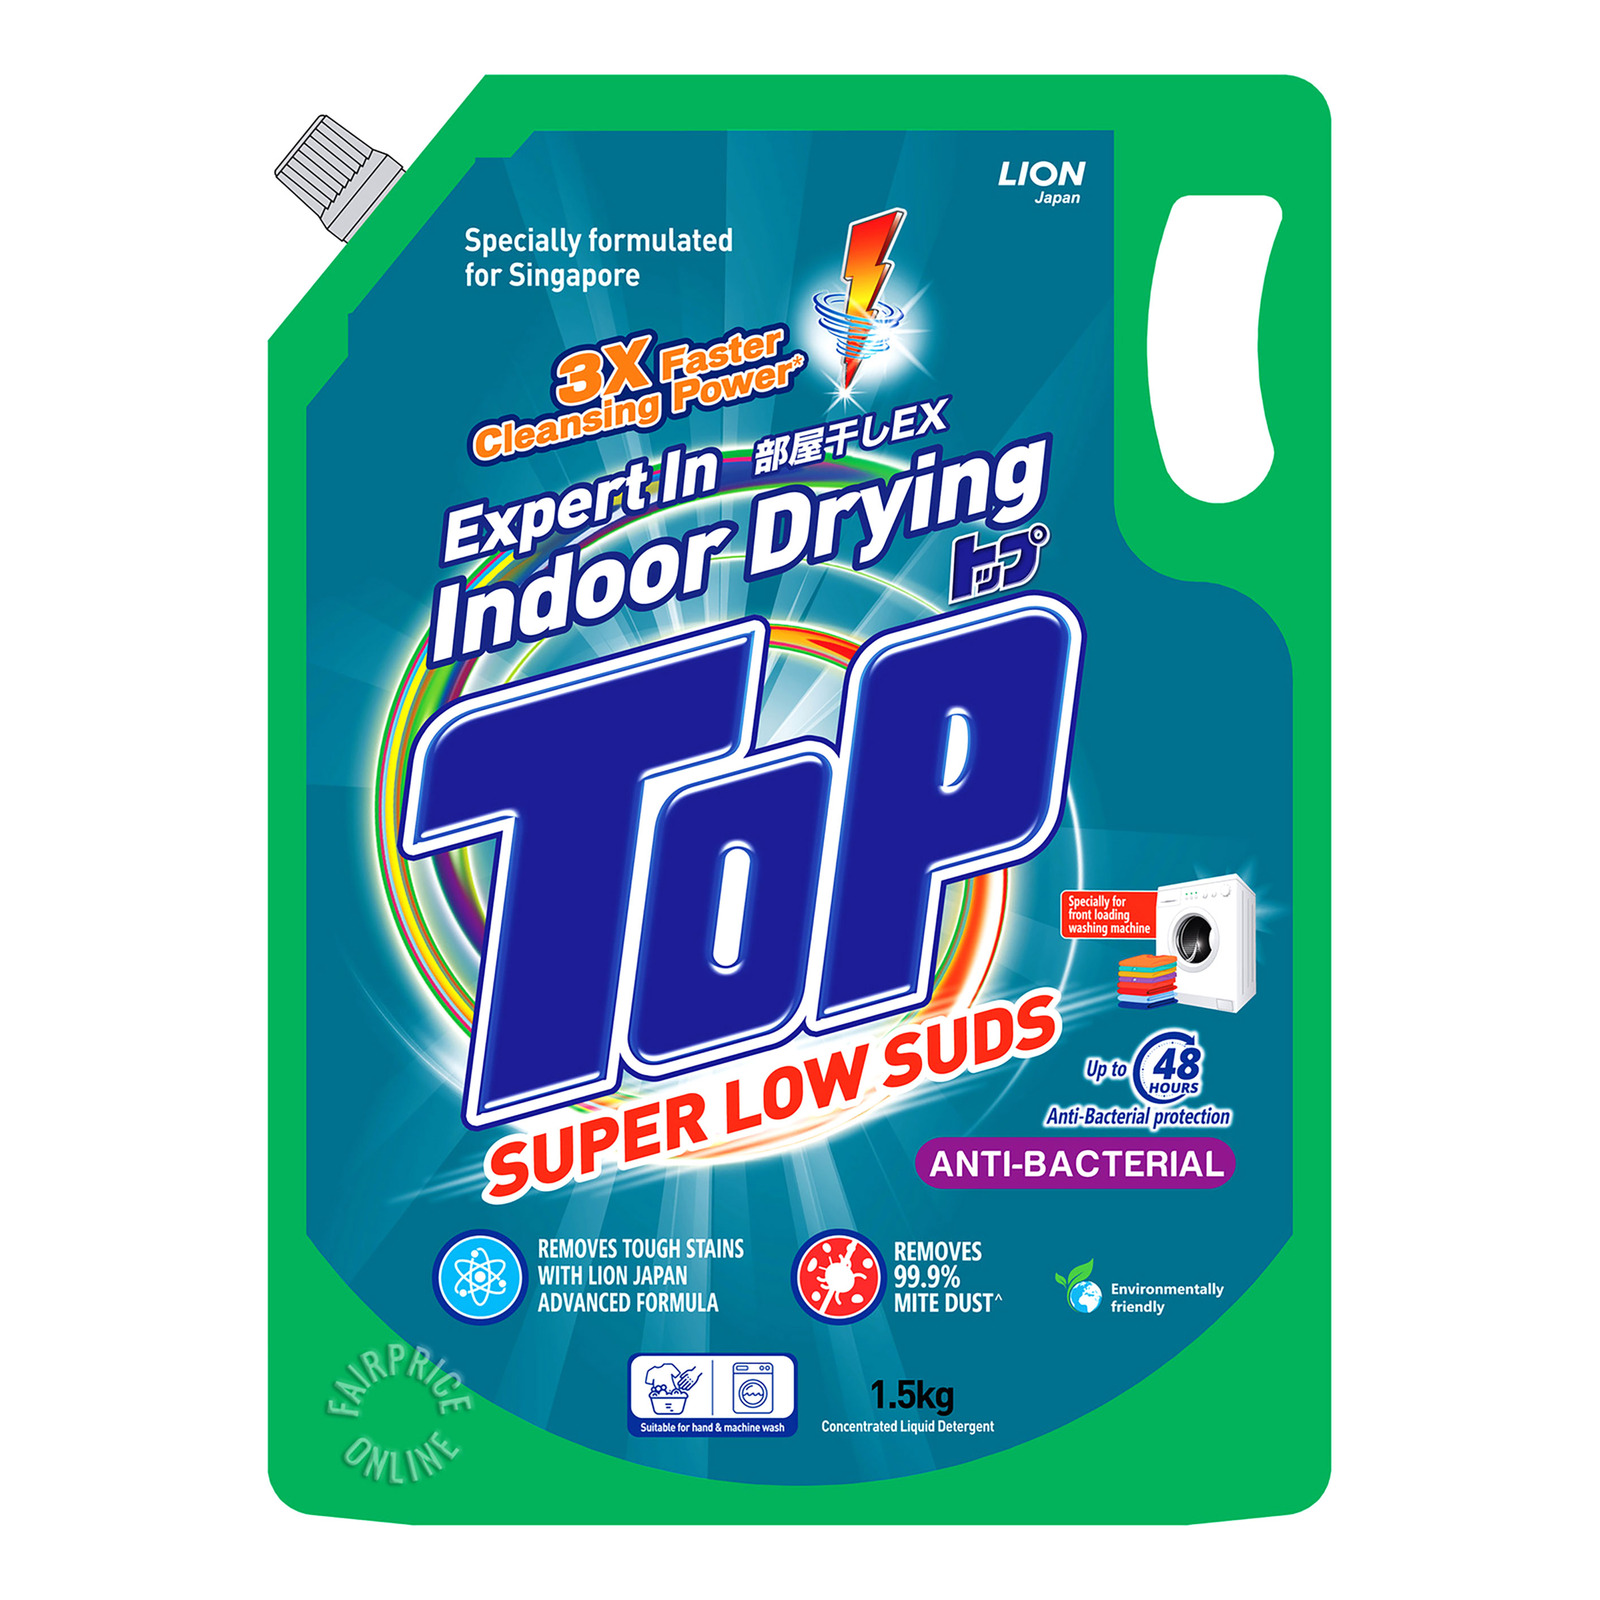 LION
Japan
Specially formulated
for Singapore
3X Faster
Cleansing Power*
Expert In 部屋干しEX
Indoor Drying
トップ
TOP
SUPER LOW SUDS
Specially for
front loading
washing machine
Up to 48
HOURS
Anti-Bacterial protection
ANTI-BACTERIAL
REMOVES TOUGH STAINS
WITH LION JAPAN
ADVANCED FORMULA
REMOVES
99.9%
MITE DUST^
Environmentally
friendly
Suitable for hand & machine wash
1.5kg
Concentrated Liquid Detergent
FAIRPRICE
ONLINE